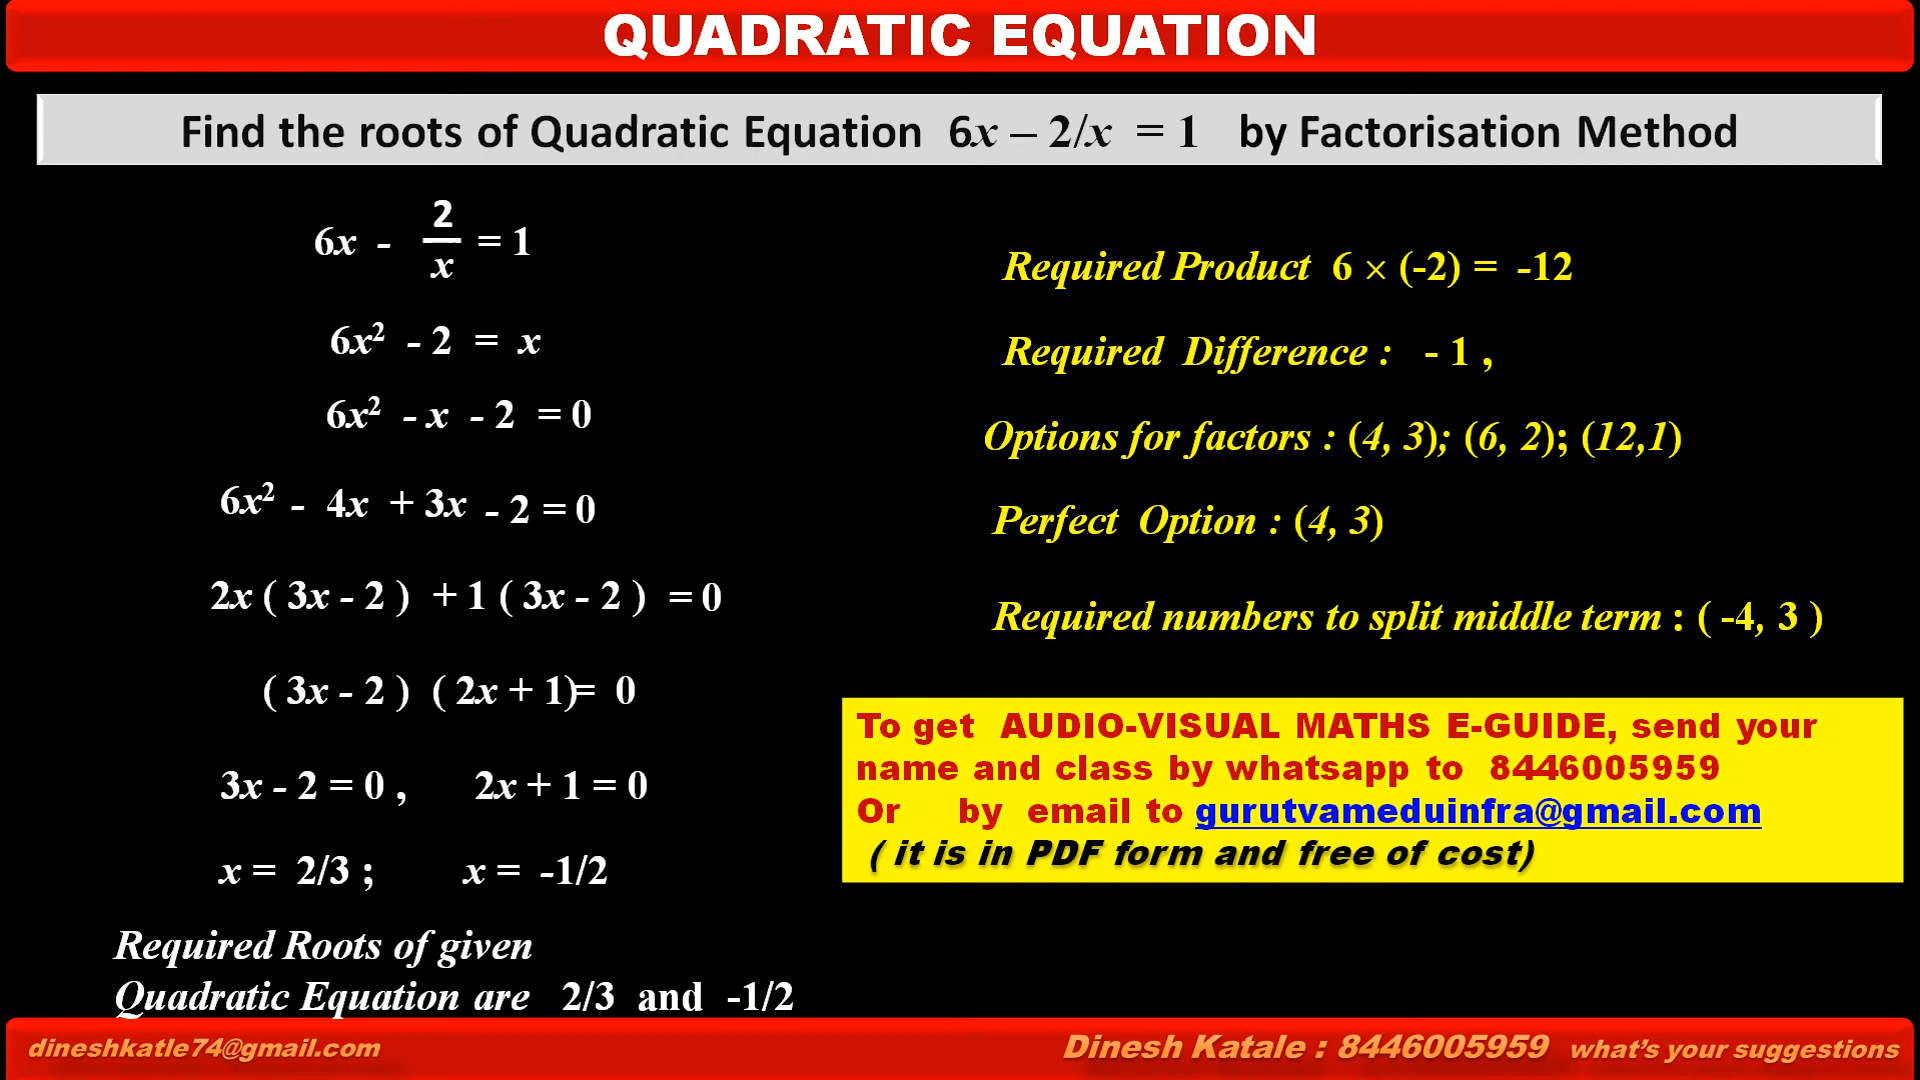 QUADRATIC EQUATION
Find the roots of Quadratic Equation 6x – 2/x = 1 by Factorisation Method
6x - 2/x = 1
6x² - 2 = x
6x² - x - 2 = 0
6x² - 4x + 3x - 2 = 0
2x ( 3x - 2 ) + 1 ( 3x - 2 ) = 0
( 3x - 2 ) ( 2x + 1)= 0
3x - 2 = 0 , 2x + 1 = 0
x = 2/3 ; x = -1/2
Required Roots of given
Quadratic Equation are 2/3 and -1/2
Required Product 6 × (-2) = -12
Required Difference : - 1 ,
Options for factors : (4, 3); (6, 2); (12,1)
Perfect Option : (4, 3)
Required numbers to split middle term : ( -4, 3 )
To get AUDIO-VISUAL MATHS E-GUIDE, send your
name and class by whatsapp to 8446005959
Or by email to gurutvameduinfra@gmail.com
( it is in PDF form and free of cost)
dineshkatle74@gmail.com
Dinesh Katale : 8446005959 what's your suggestions